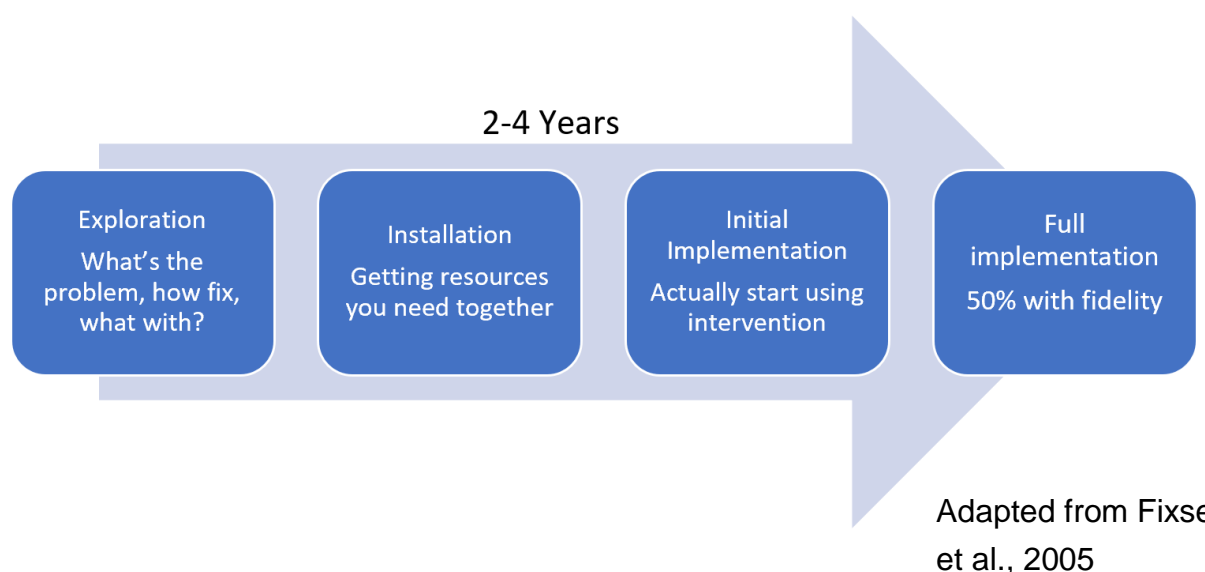 2-4 Years
Exploration
What's the
problem, how fix,
what with?
Installation
Getting resources
you need together
Initial
Implementation
Actually start using
intervention
Full
implementation
50% with fidelity
Adapted from Fixse
et al., 2005